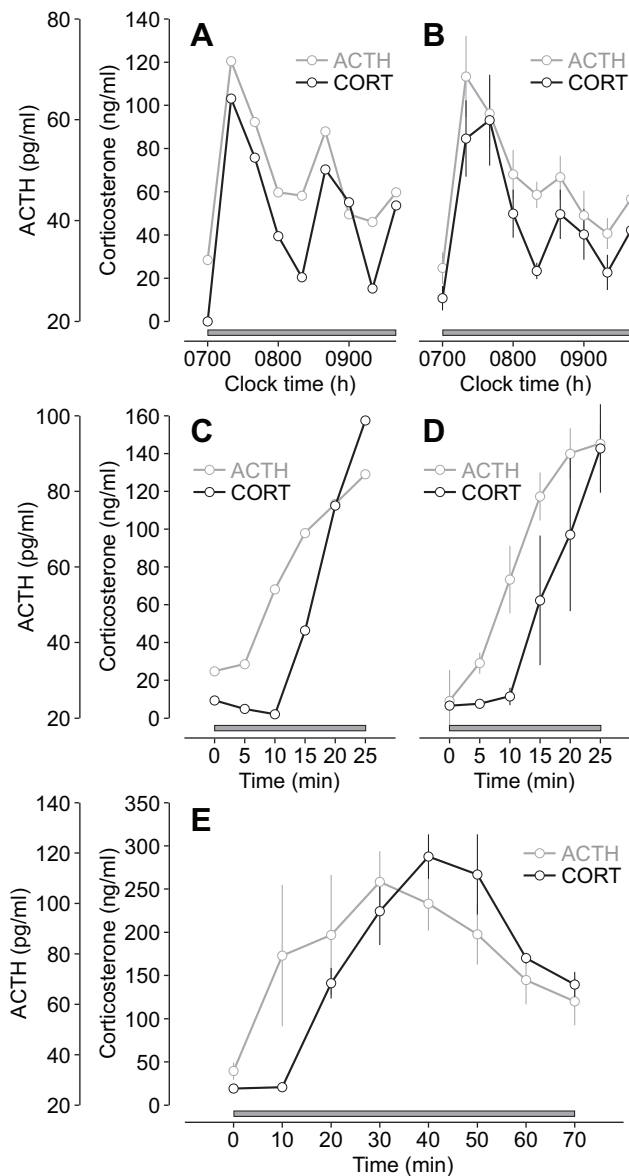 A
ACTH
CORT
ACTH (pg/ml)
80
60
40
20
Corticosterone (ng/ml)
140
120
100
80
60
40
20
0
0700 0800 0900
Clock time (h)
B
ACTH
CORT
0700 0800 0900
Clock time (h)
C
ACTH
CORT
ACTH (pg/ml)
100
80
60
40
20
Corticosterone (ng/ml)
160
140
120
100
80
60
40
20
0
0 5 10 15 20 25
Time (min)
D
ACTH
CORT
0 5 10 15 20 25
Time (min)
E
ACTH
CORT
ACTH (pg/ml)
140
120
100
80
60
40
20
Corticosterone (ng/ml)
350
300
250
200
150
100
50
0
0 10 20 30 40 50 60 70
Time (min)